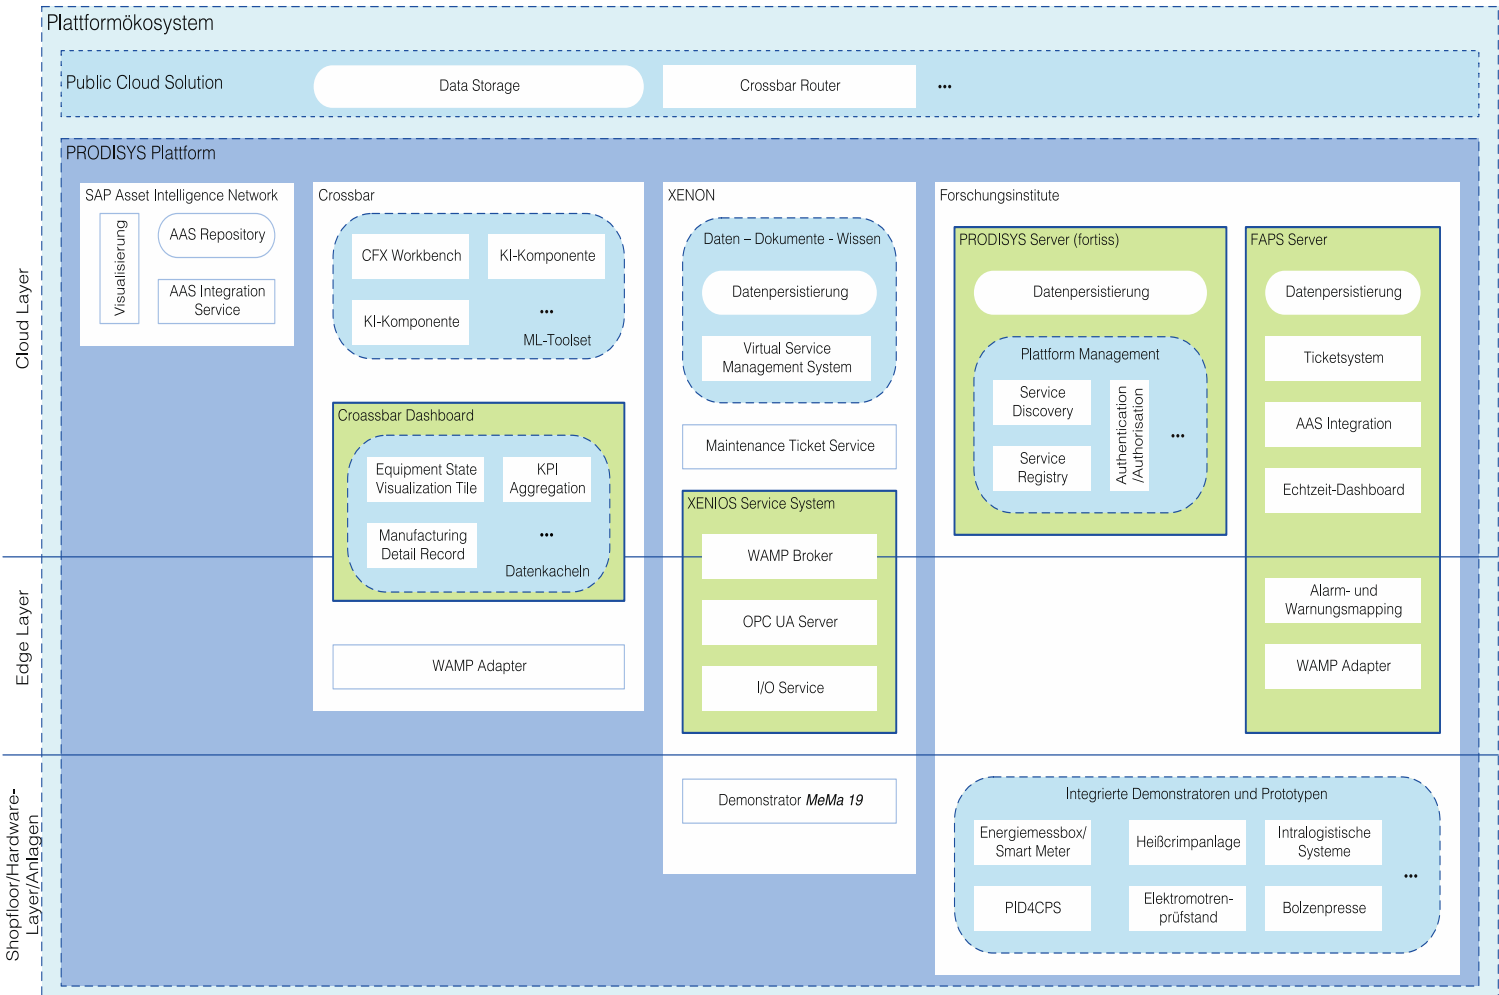 Plattformökosystem
Public Cloud Solution
Data Storage
Crossbar Router
...
PRODISYS Plattform
SAP Asset Intelligence Network
Visualisierung
AAS Repository
AAS Integration
Service
Crossbar
CFX Workbench
KI-Komponente
KI-Komponente
...
ML-Toolset
Croassbar Dashboard
Equipment State
Visualization Tile
KPI
Aggregation
Manufacturing
Detail Record
...
Datenkacheln
WAMP Adapter
XENON
Daten – Dokumente - Wissen
Datenpersistierung
Virtual Service
Management System
Maintenance Ticket Service
XENIOS Service System
WAMP Broker
OPC UA Server
I/O Service
Demonstrator MeMa 19
Forschungsinstitute
PRODISYS Server (fortiss)
Datenpersistierung
Plattform Management
Service
Discovery
Service
Registry
Authentication
/Authorisation
...
FAPS Server
Datenpersistierung
Ticketsystem
AAS Integration
Echtzeit-Dashboard
Alarm- und
Warnungsmapping
WAMP Adapter
Integrierte Demonstratoren und Prototypen
Energiemessbox/
Smart Meter
Heißcrimpanlage
Intralogistische
Systeme
PID4CPS
Elektromotren-
prüfstand
Bolzenpresse
...
Cloud Layer
Edge Layer
Shopfloor/Hardware-
Layer/Anlagen